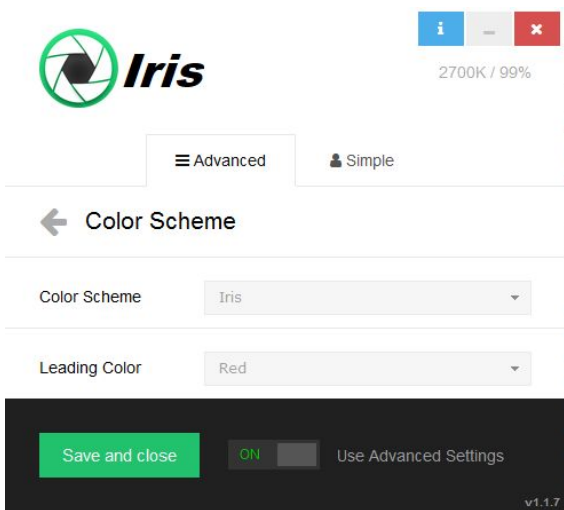 Iris
i
2700K / 99%
Advanced
Simple
Color Scheme
Color Scheme
Iris
Leading Color
Red
Save and close
ON
Use Advanced Settings
v1.1.7